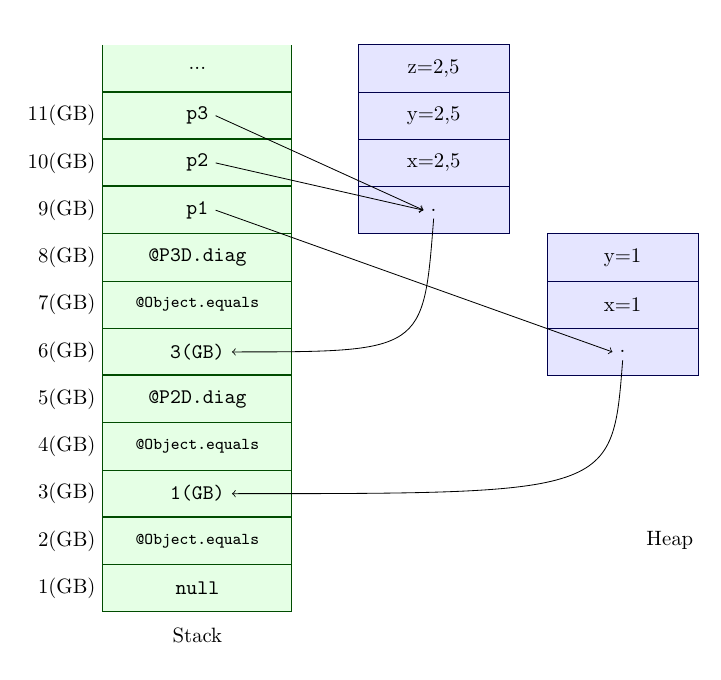 ...
11(GB) p3
10(GB) p2
9(GB) p1
8(GB) @P3D.diag
7(GB) @Object.equals
6(GB) 3(GB)
5(GB) @P2D.diag
4(GB) @Object.equals
3(GB) 1(GB)
2(GB) @Object.equals
1(GB) null
Stack
z=2,5
y=2,5
x=2,5
.
y=1
x=1
.
Heap